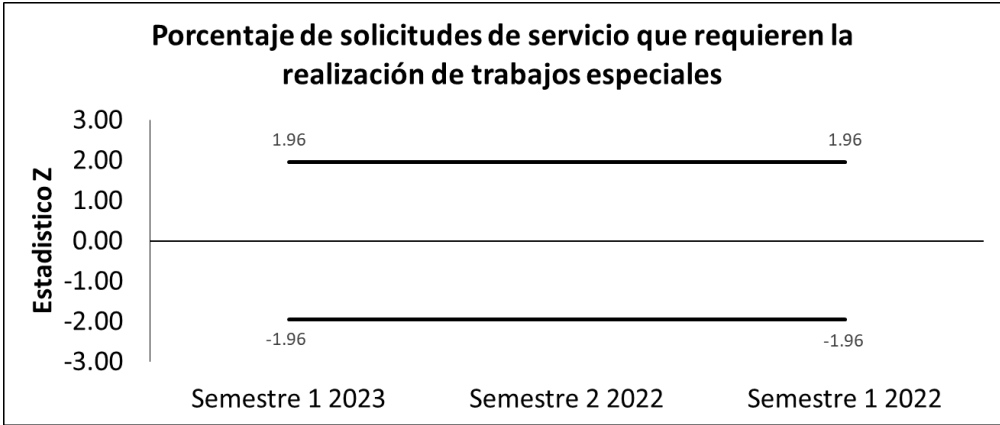 Porcentaje de solicitudes de servicio que requieren la
realización de trabajos especiales
Estadistico Z
3.00
2.00
1.00
0.00
-1.00
-2.00
-3.00
1.96
1.96
-1.96
-1.96
Semestre 1 2023
Semestre 2 2022
Semestre 1 2022